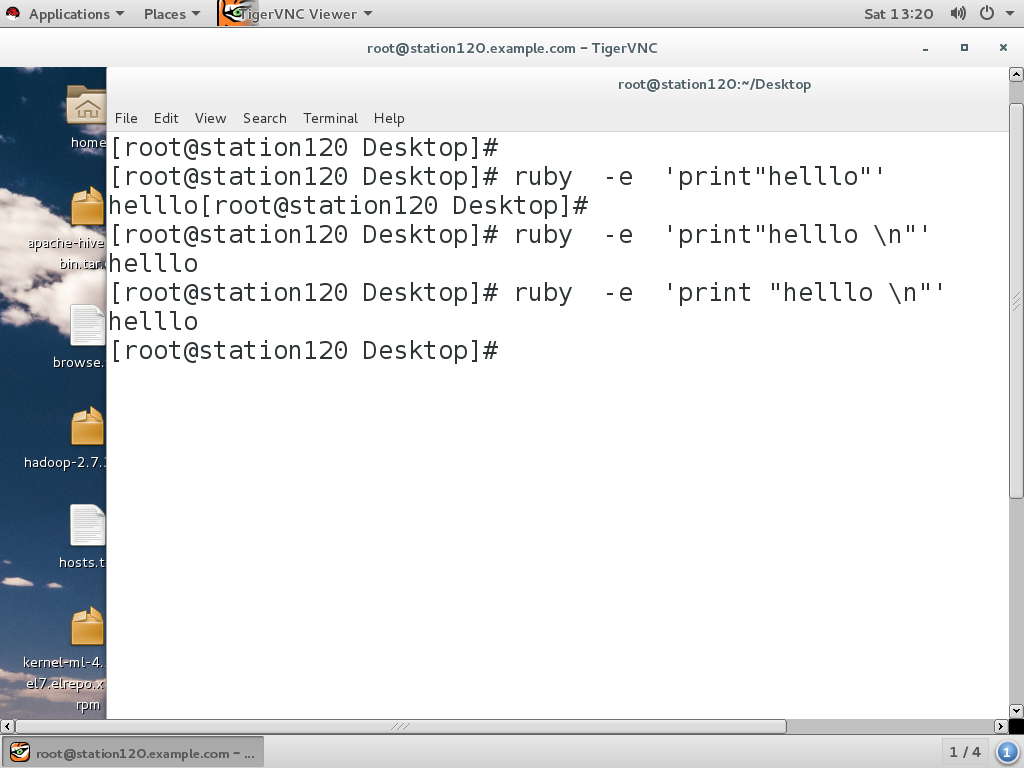 Applications Places TigerVNC Viewer Sat 13:20
root@station120.example.com - TigerVNC
root@station120:~/Desktop
File Edit View Search Terminal Help
[root@station120 Desktop]#
[root@station120 Desktop]# ruby  -e  'print"helllo"'
helllo[root@station120 Desktop]#
[root@station120 Desktop]# ruby  -e  'print"helllo \n"'
helllo
[root@station120 Desktop]# ruby  -e  'print "helllo \n"'
helllo
[root@station120 Desktop]#
home
apache-hive
bin.tar.
browse.
hadoop-2.7.
hosts.t
kernel-ml-4.
el7.elrepo.x
rpm
root@station120.example.com - ...
1 / 4
1